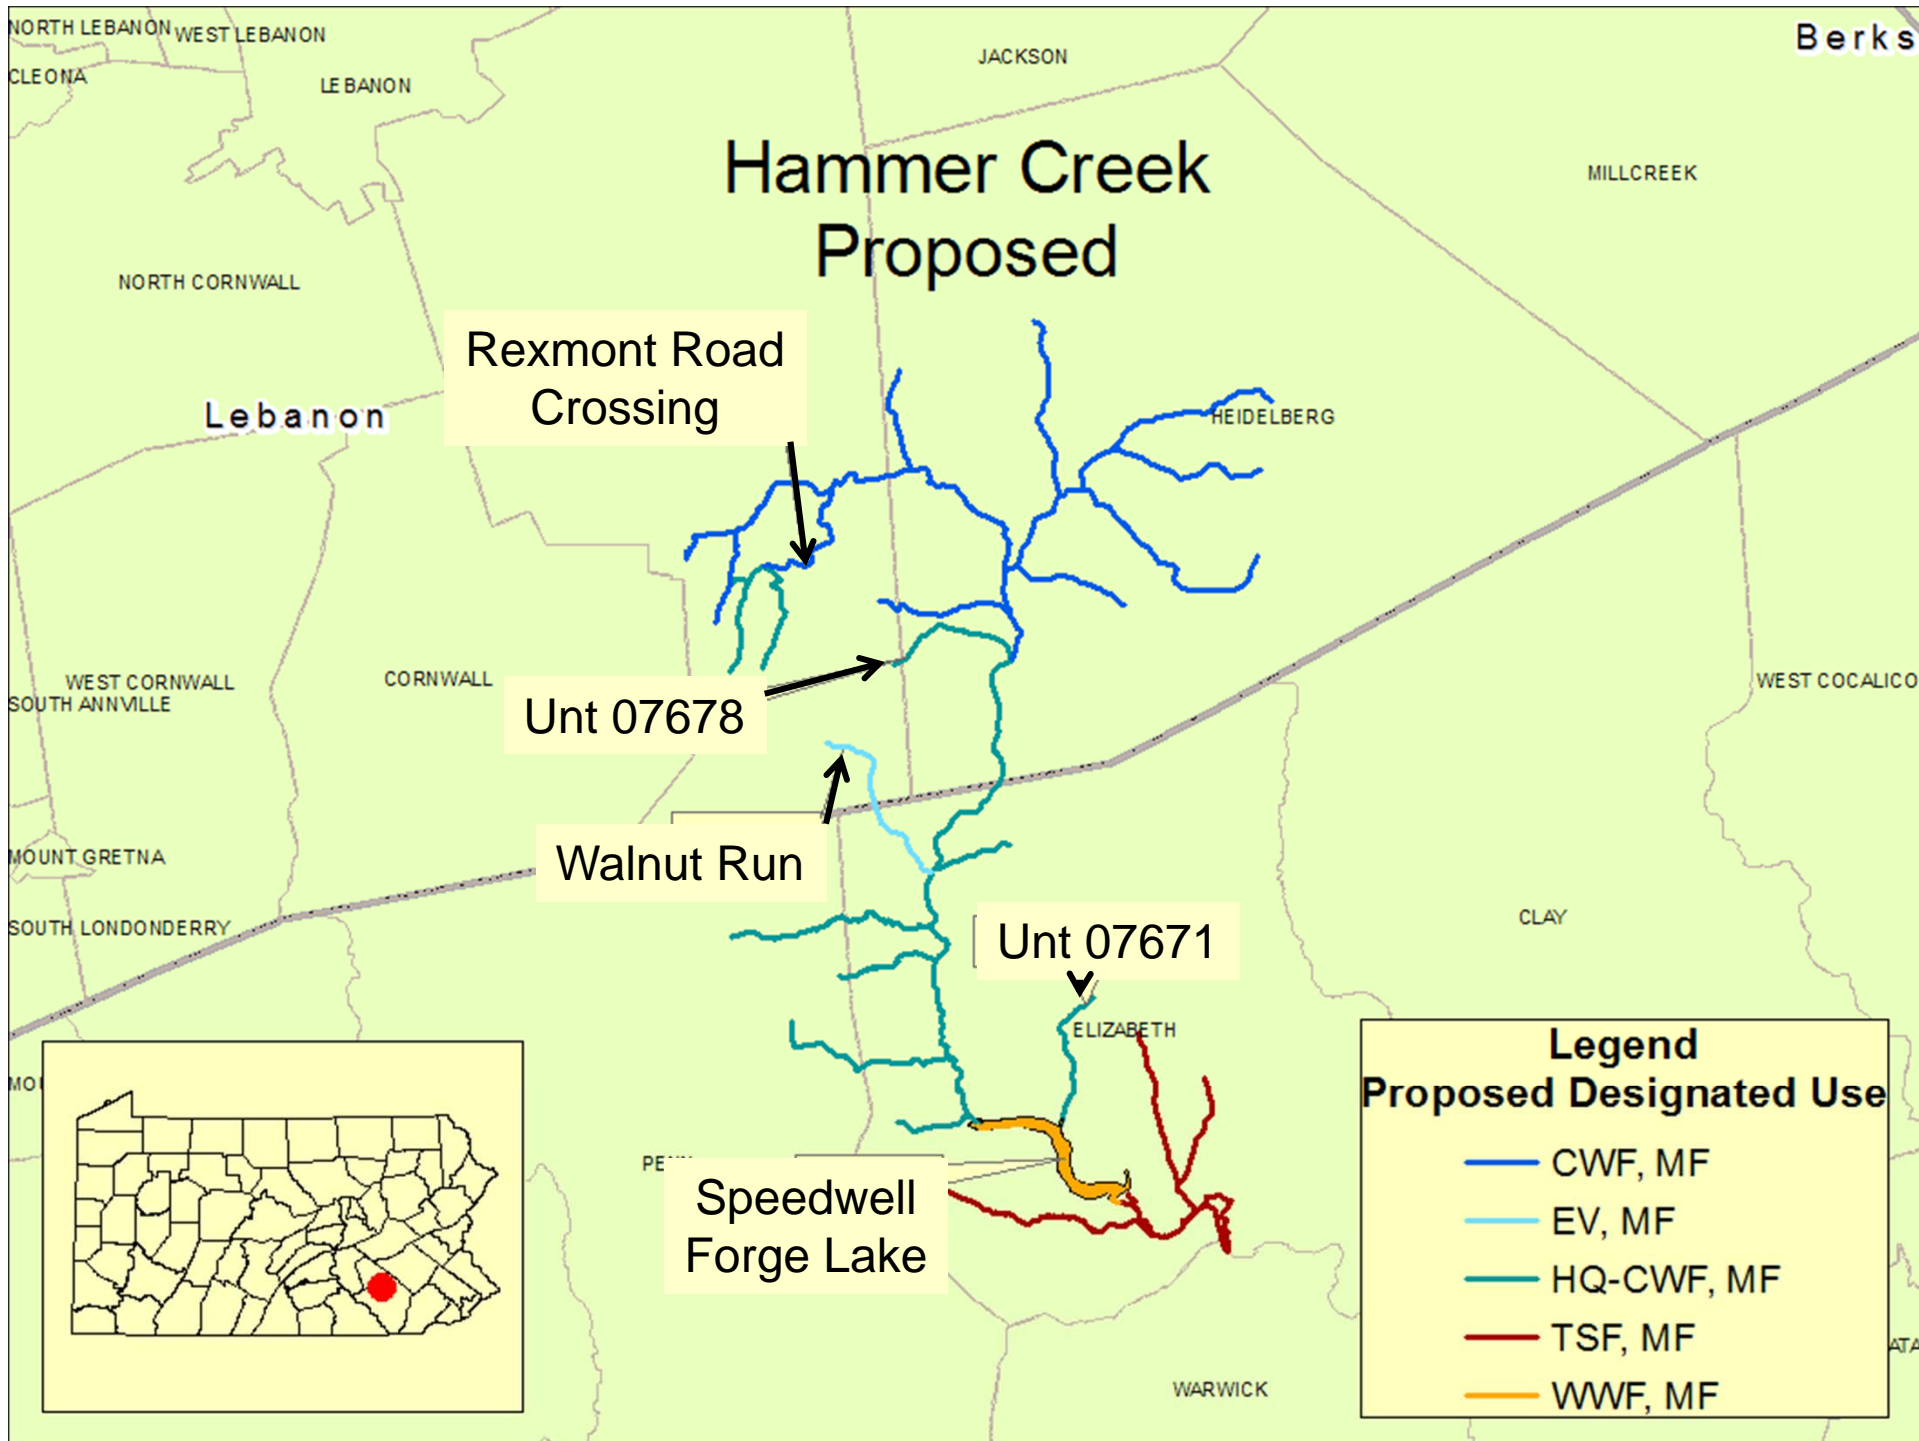 NORTH LEBANON
WEST LEBANON
Berks
CLEONA
LEBANON
JACKSON
Hammer Creek
Proposed
MILLCREEK
NORTH CORNWALL
Rexmont Road
Crossing
Lebanon
HEIDELBERG
WEST CORNWALL
SOUTH ANNVILLE
CORNWALL
WEST COCALICO
Unt 07678
MOUNT GRETNA
Walnut Run
SOUTH LONDONDERRY
CLAY
Unt 07671
ELIZABETH
Legend
Proposed Designated Use
CWF, MF
EV, MF
HQ-CWF, MF
TSF, MF
WWF, MF
Speedwell
Forge Lake
WARWICK